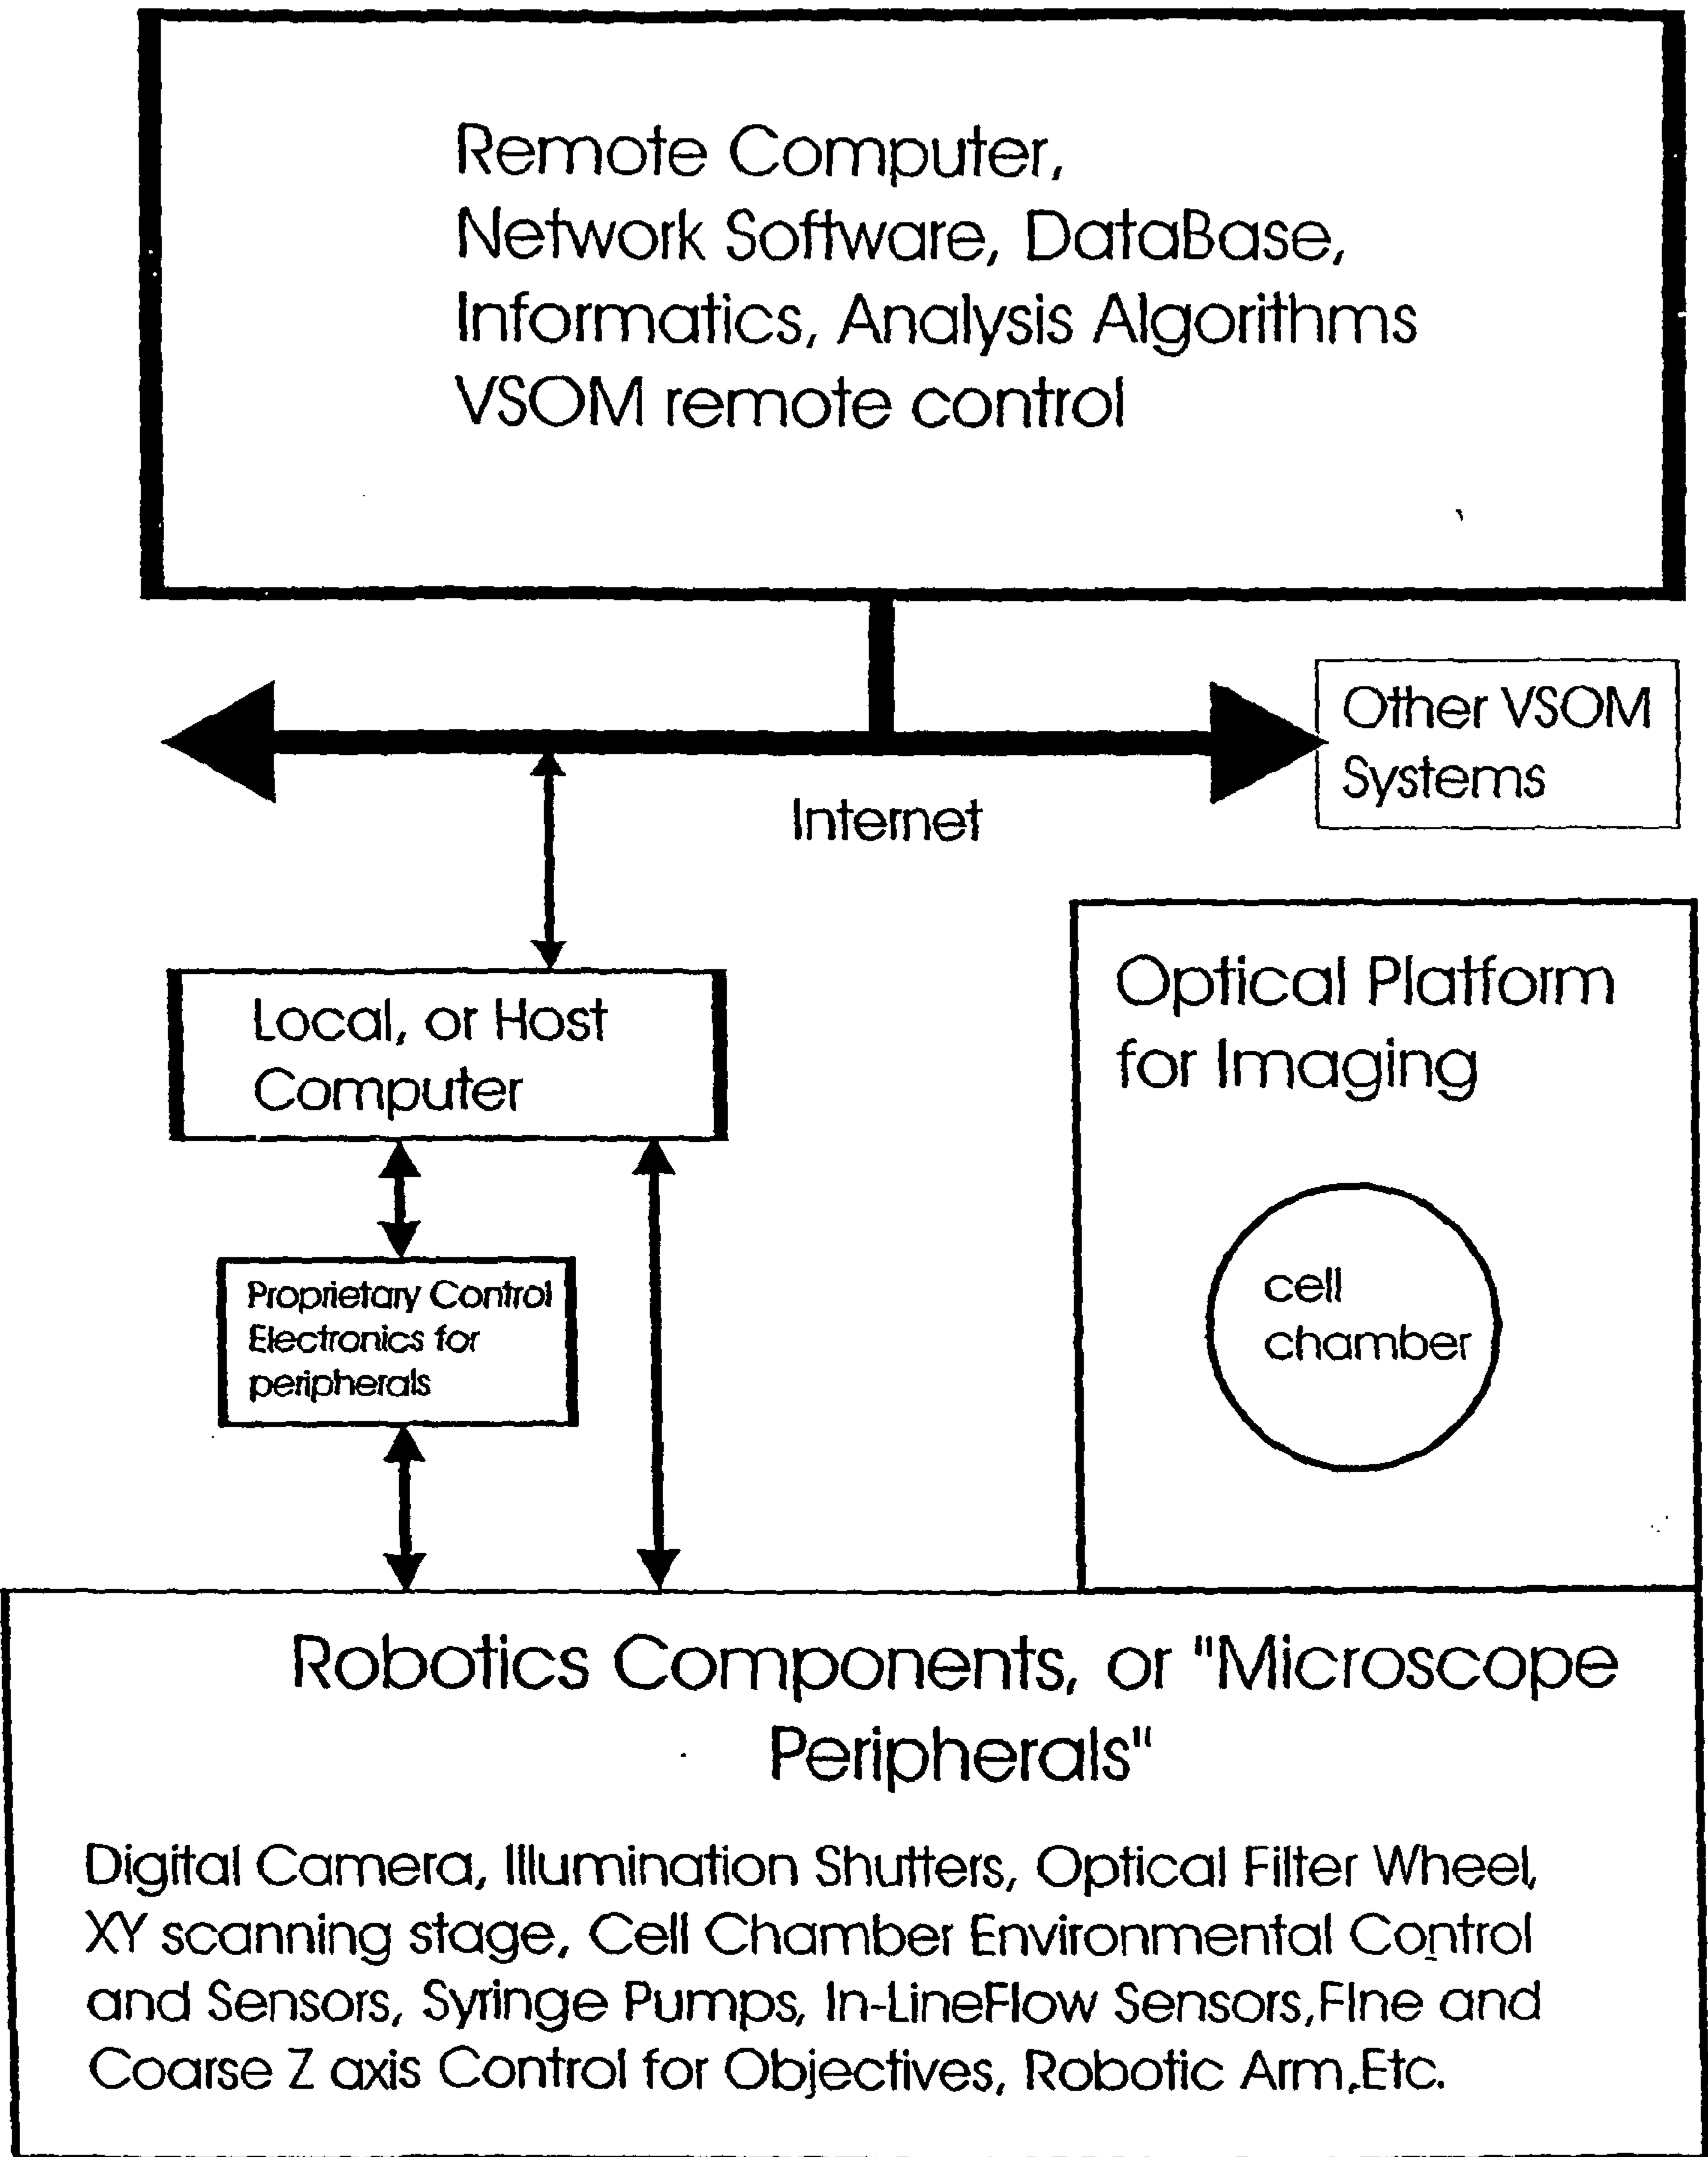 Remote Computer,
Network Software, DataBase,
Informatics, Analysis Algorithms
VSOM remote control
Other VSOM
Systems
Internet
Local, or Host
Computer
Optical Platform
for Imaging
cell
chamber
Proprietary Control
Electronics for
peripherals
Robotics Components, or "Microscope
Peripherals"
Digital Camera, Illumination Shutters, Optical Filter Wheel,
XY scanning stage, Cell Chamber Environmental Control
and Sensors, Syringe Pumps, In-LineFlow Sensors,FIne and
Coarse Z axis Control for Objectives, Robotic Arm,Etc.